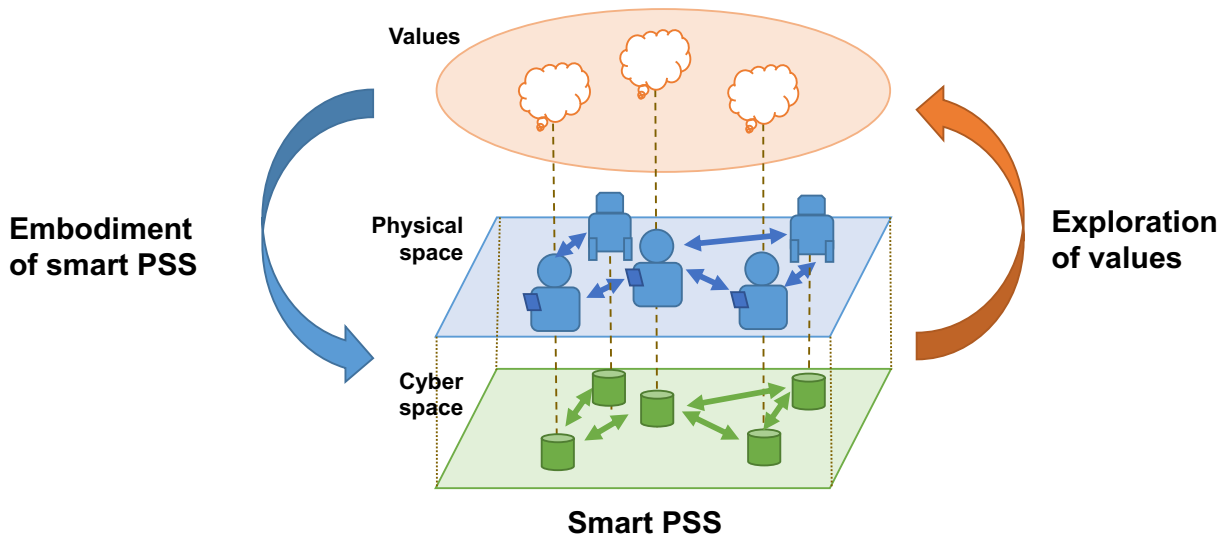 Values
Embodiment
of smart PSS
Physical
space
Exploration
of values
Cyber
space
Smart PSS